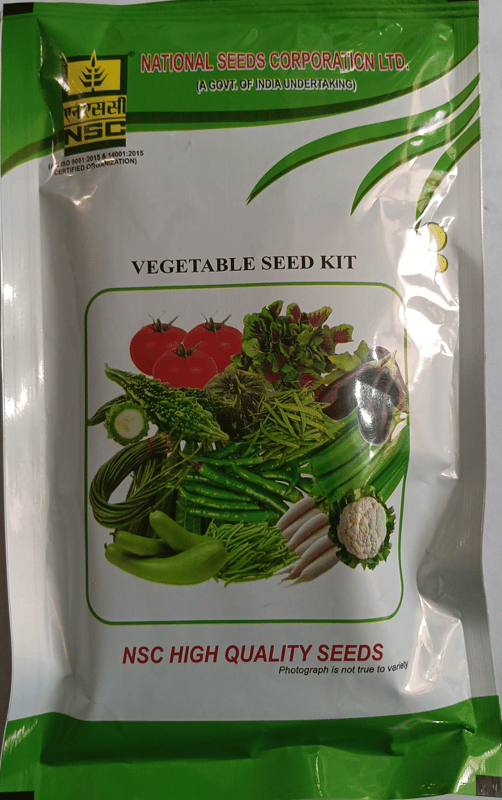 NATIONAL SEEDS CORPORATION LTD.
(A GOVT. OF INDIA UNDERTAKING)
एनएससी
NSC
ISO 9001:2015 & 14001:2015
CERTIFIED ORGANIZATION)
VEGETABLE SEED KIT
NSC HIGH QUALITY SEEDS
Photograph is not true to variety